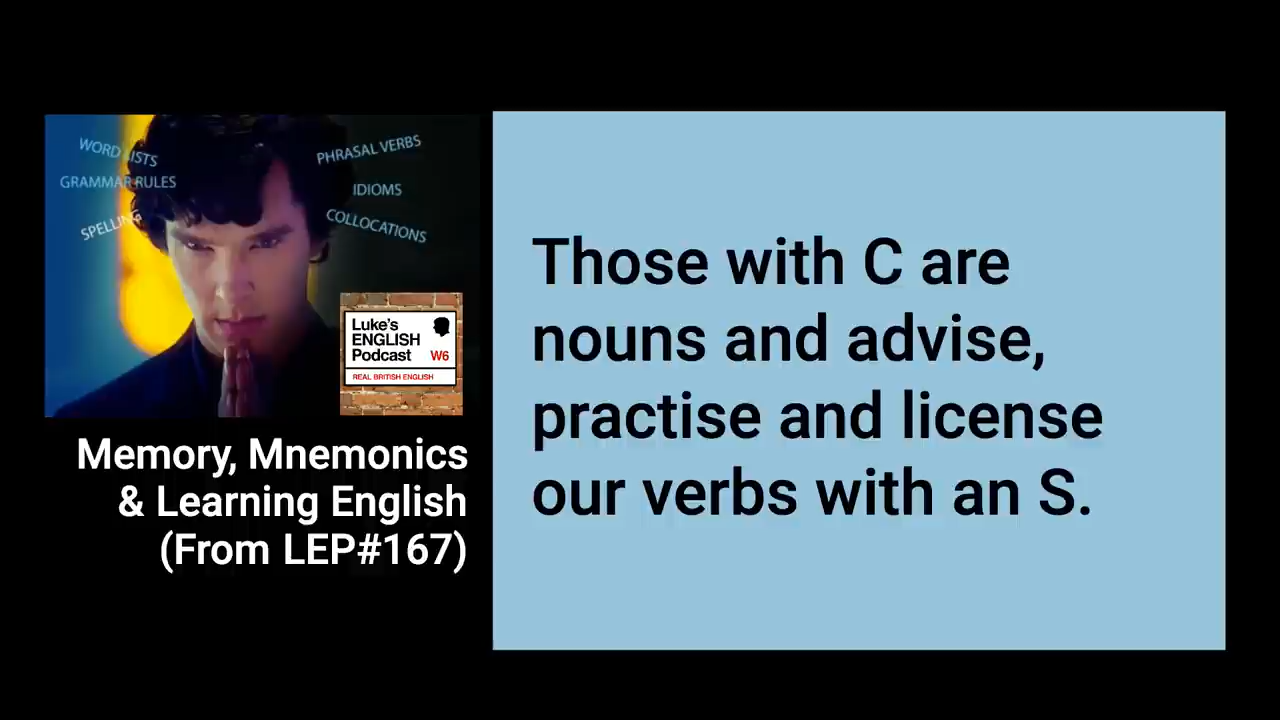 WORD LISTS
GRAMMAR RULES
SPELLING
PHRASAL VERBS
IDIOMS
COLLOCATIONS
Luke's
ENGLISH
Podcast W6
REAL BRITISH ENGLISH
Memory, Mnemonics
& Learning English
(From LEP#167)
Those with C are
nouns and advise,
practise and license
our verbs with an S.